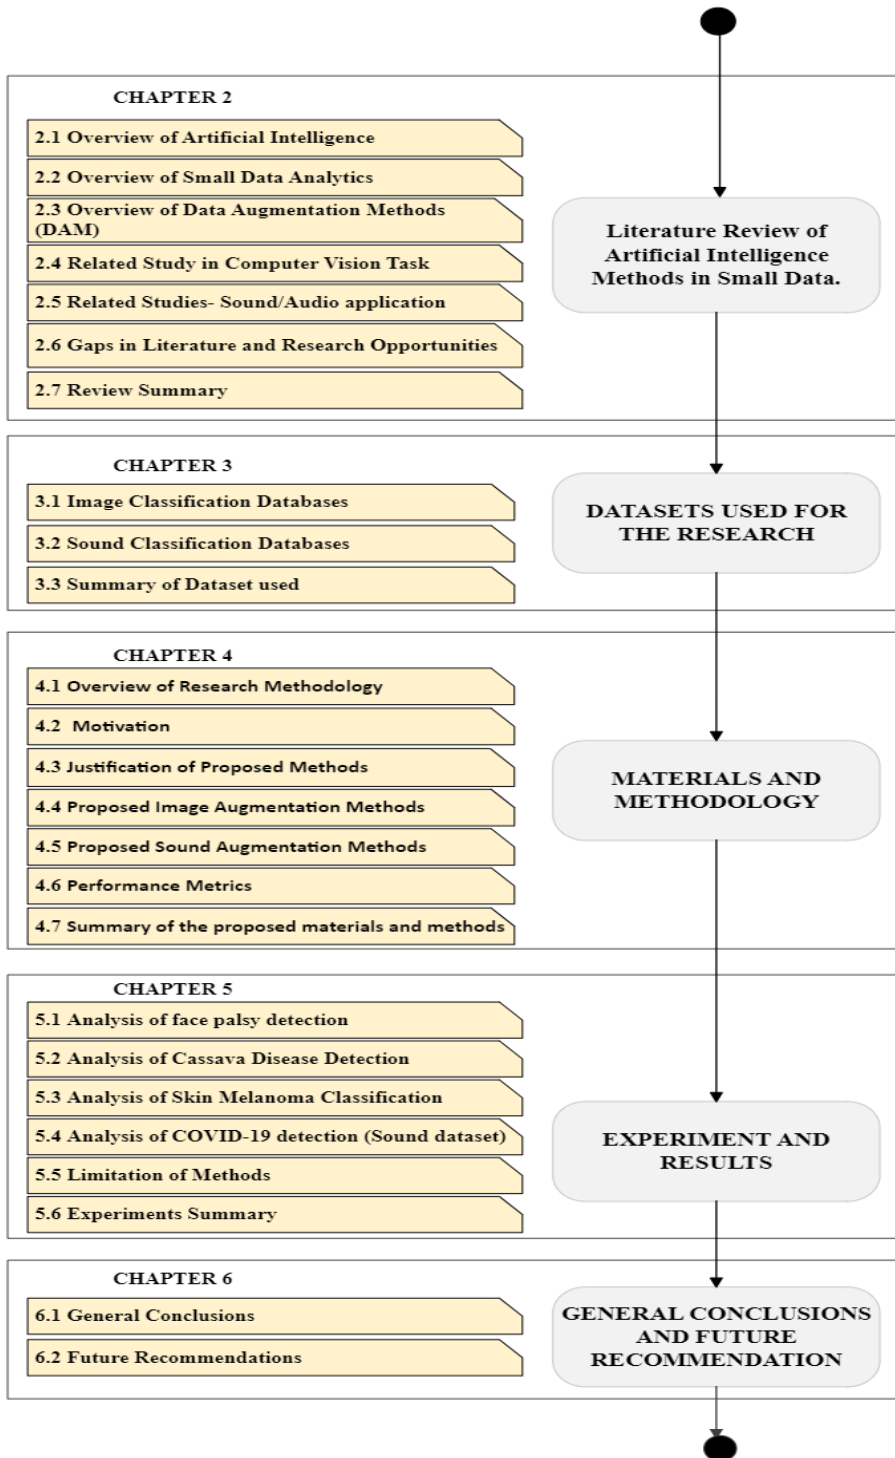 CHAPTER 2
2.1 Overview of Artificial Intelligence
2.2 Overview of Small Data Analytics
2.3 Overview of Data Augmentation Methods
(DAM)
2.4 Related Study in Computer Vision Task
2.5 Related Studies- Sound/Audio application
2.6 Gaps in Literature and Research Opportunities
2.7 Review Summary
Literature Review of
Artificial Intelligence
Methods in Small Data.
CHAPTER 3
3.1 Image Classification Databases
3.2 Sound Classification Databases
3.3 Summary of Dataset used
DATASETS USED FOR
THE RESEARCH
CHAPTER 4
4.1 Overview of Research Methodology
4.2 Motivation
4.3 Justification of Proposed Methods
4.4 Proposed Image Augmentation Methods
4.5 Proposed Sound Augmentation Methods
4.6 Performance Metrics
4.7 Summary of the proposed materials and methods
MATERIALS AND
METHODOLOGY
CHAPTER 5
5.1 Analysis of face palsy detection
5.2 Analysis of Cassava Disease Detection
5.3 Analysis of Skin Melanoma Classification
5.4 Analysis of COVID-19 detection (Sound dataset)
5.5 Limitation of Methods
5.6 Experiments Summary
EXPERIMENT AND
RESULTS
CHAPTER 6
6.1 General Conclusions
6.2 Future Recommendations
GENERAL CONCLUSIONS
AND FUTURE
RECOMMENDATION